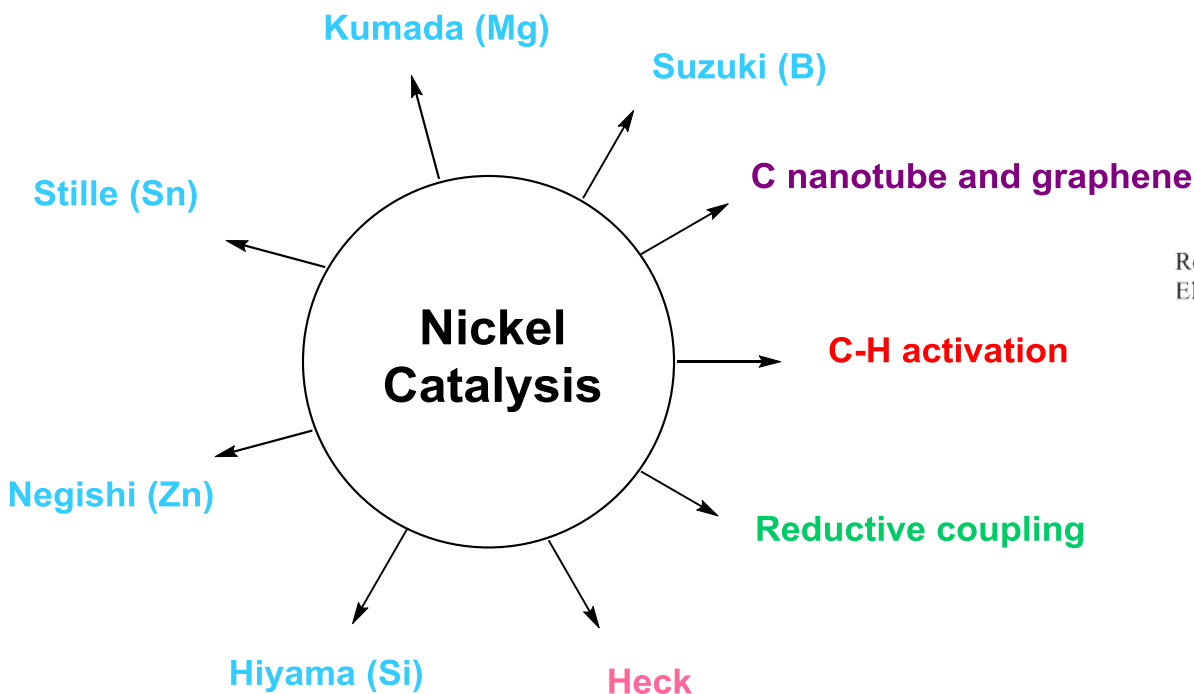 Kumada (Mg)
Suzuki (B)
C nanotube and graphene
Stille (Sn)
Nickel
Catalysis
C-H activation
Negishi (Zn)
Reductive coupling
Hiyama (Si)
Heck